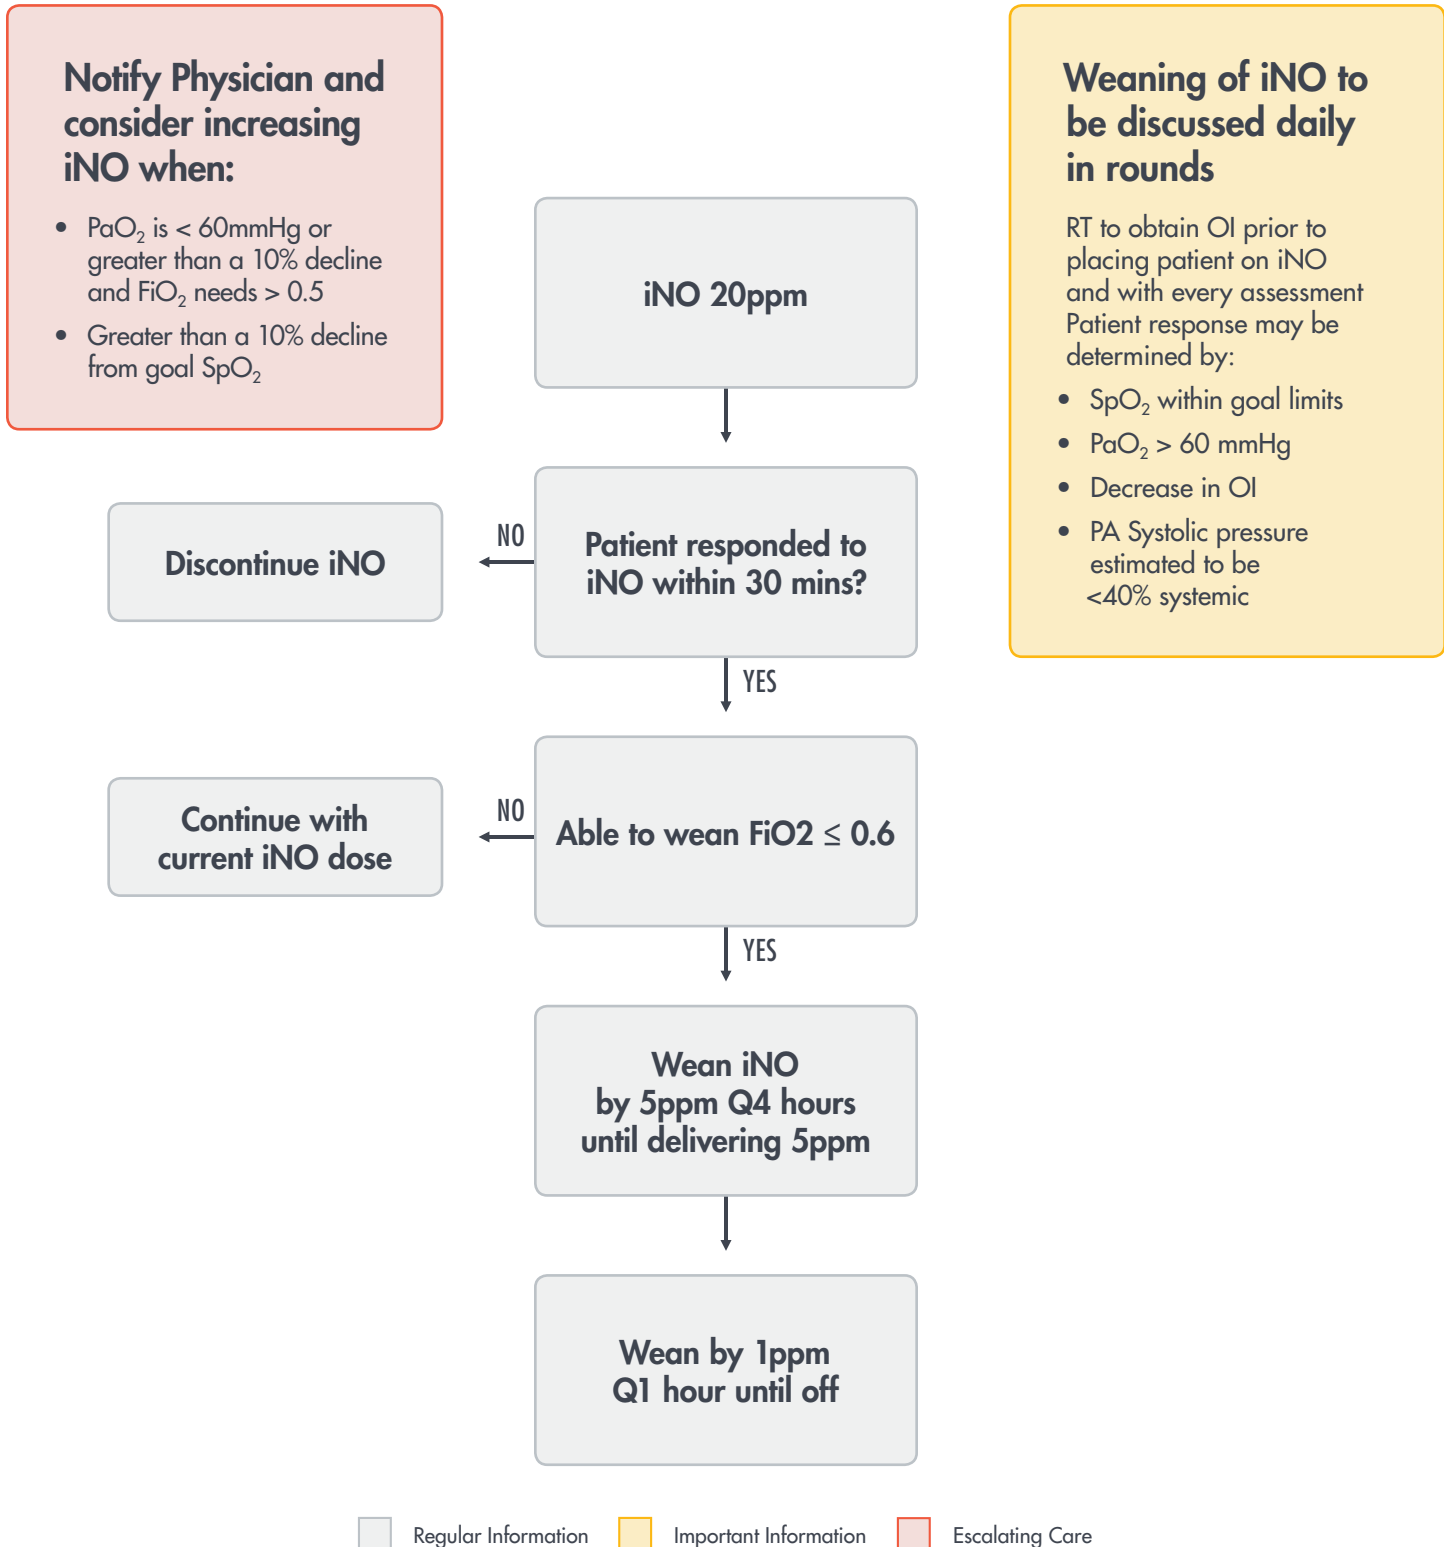 Notify Physician and
consider increasing
iNO when:
• PaO₂ is < 60mmHg or
greater than a 10% decline
and FiO₂ needs > 0.5
• Greater than a 10% decline
from goal SpO₂
Weaning of iNO to
be discussed daily
in rounds
RT to obtain OI prior to
placing patient on iNO
and with every assessment
Patient response may be
determined by:
• SpO₂ within goal limits
• PaO₂ > 60 mmHg
• Decrease in OI
• PA Systolic pressure
estimated to be
<40% systemic
iNO 20ppm
Patient responded to
iNO within 30 mins?
NO
Discontinue iNO
YES
Able to wean FiO2 ≤ 0.6
NO
Continue with
current iNO dose
YES
Wean iNO
by 5ppm Q4 hours
until delivering 5ppm
Wean by 1ppm
Q1 hour until off
Regular Information
Important Information
Escalating Care